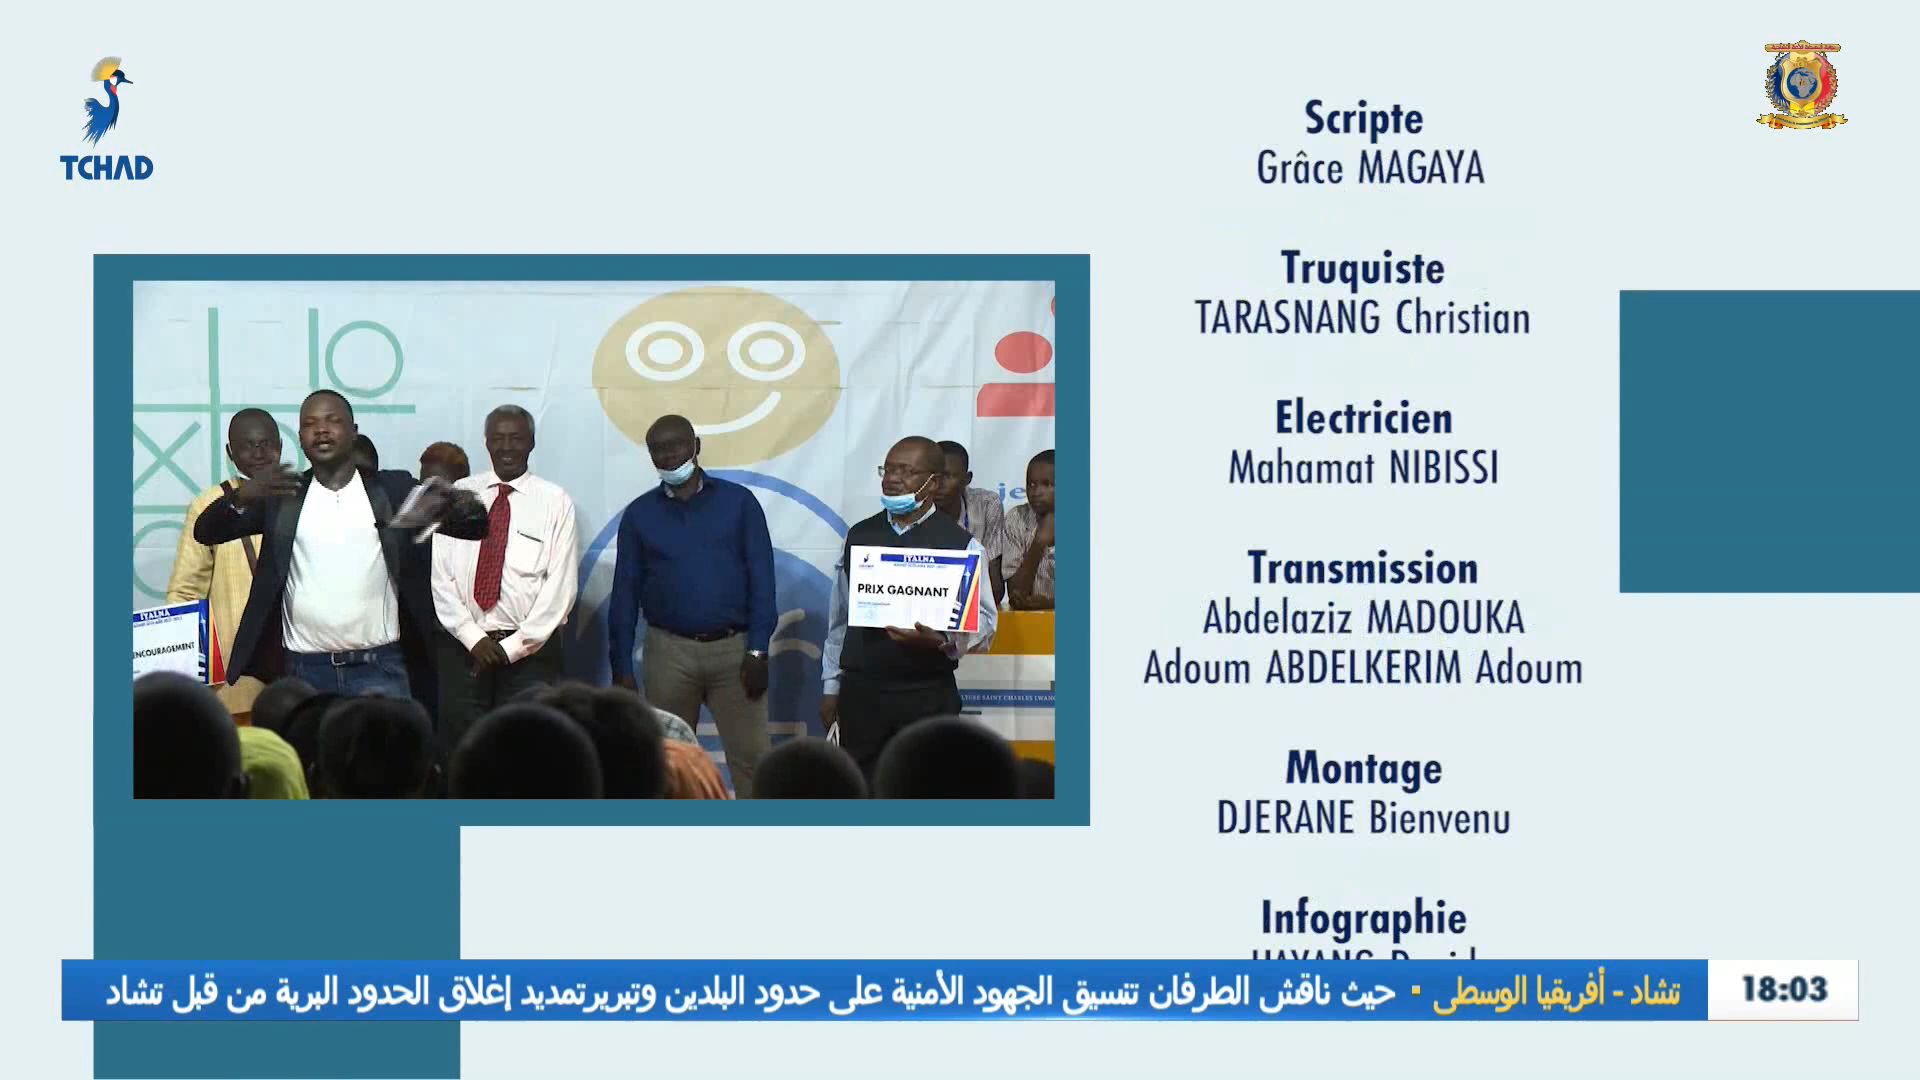 TCHAD
Scripte
Grâce MAGAYA
Truquiste
TARASNANG Christian
Electricien
Mahamat NIBISSI
Transmission
Abdelaziz MADOUKA
Adoum ABDELKERIM Adoum
Montage
DJERANE Bienvenu
Infographie
ITALNA
PRIX GAGNANT
ITALNA
ENCOURAGEMENT
تشاد - أفريقيا الوسطى ▪ حيث ناقش الطرفان تنسيق الجهود الأمنية على حدود البلدين وتبريرتمديد إغلاق الحدود البرية من قبل تشاد
18:03